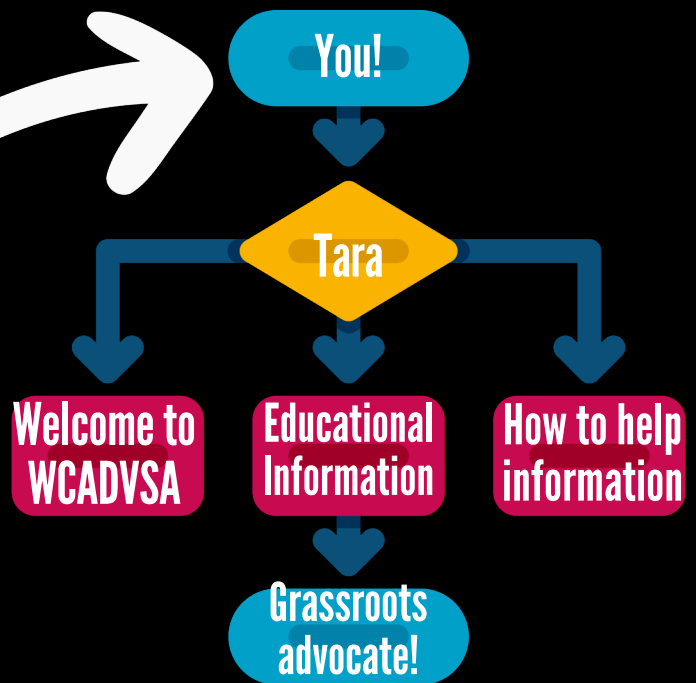 You!
Tara
Welcome to
WCADVSA
Educational
Information
How to help
information
Grassroots
advocate!